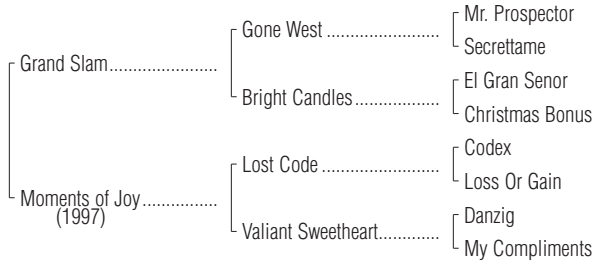 Mr. Prospector
Gone West ........................
Secrettame
Grand Slam.......................
El Gran Senor
Bright Candles..................
Christmas Bonus
Codex
Lost Code ........................
Loss Or Gain
Moments of Joy................
(1997)
Danzig
Valiant Sweetheart.............
My Compliments